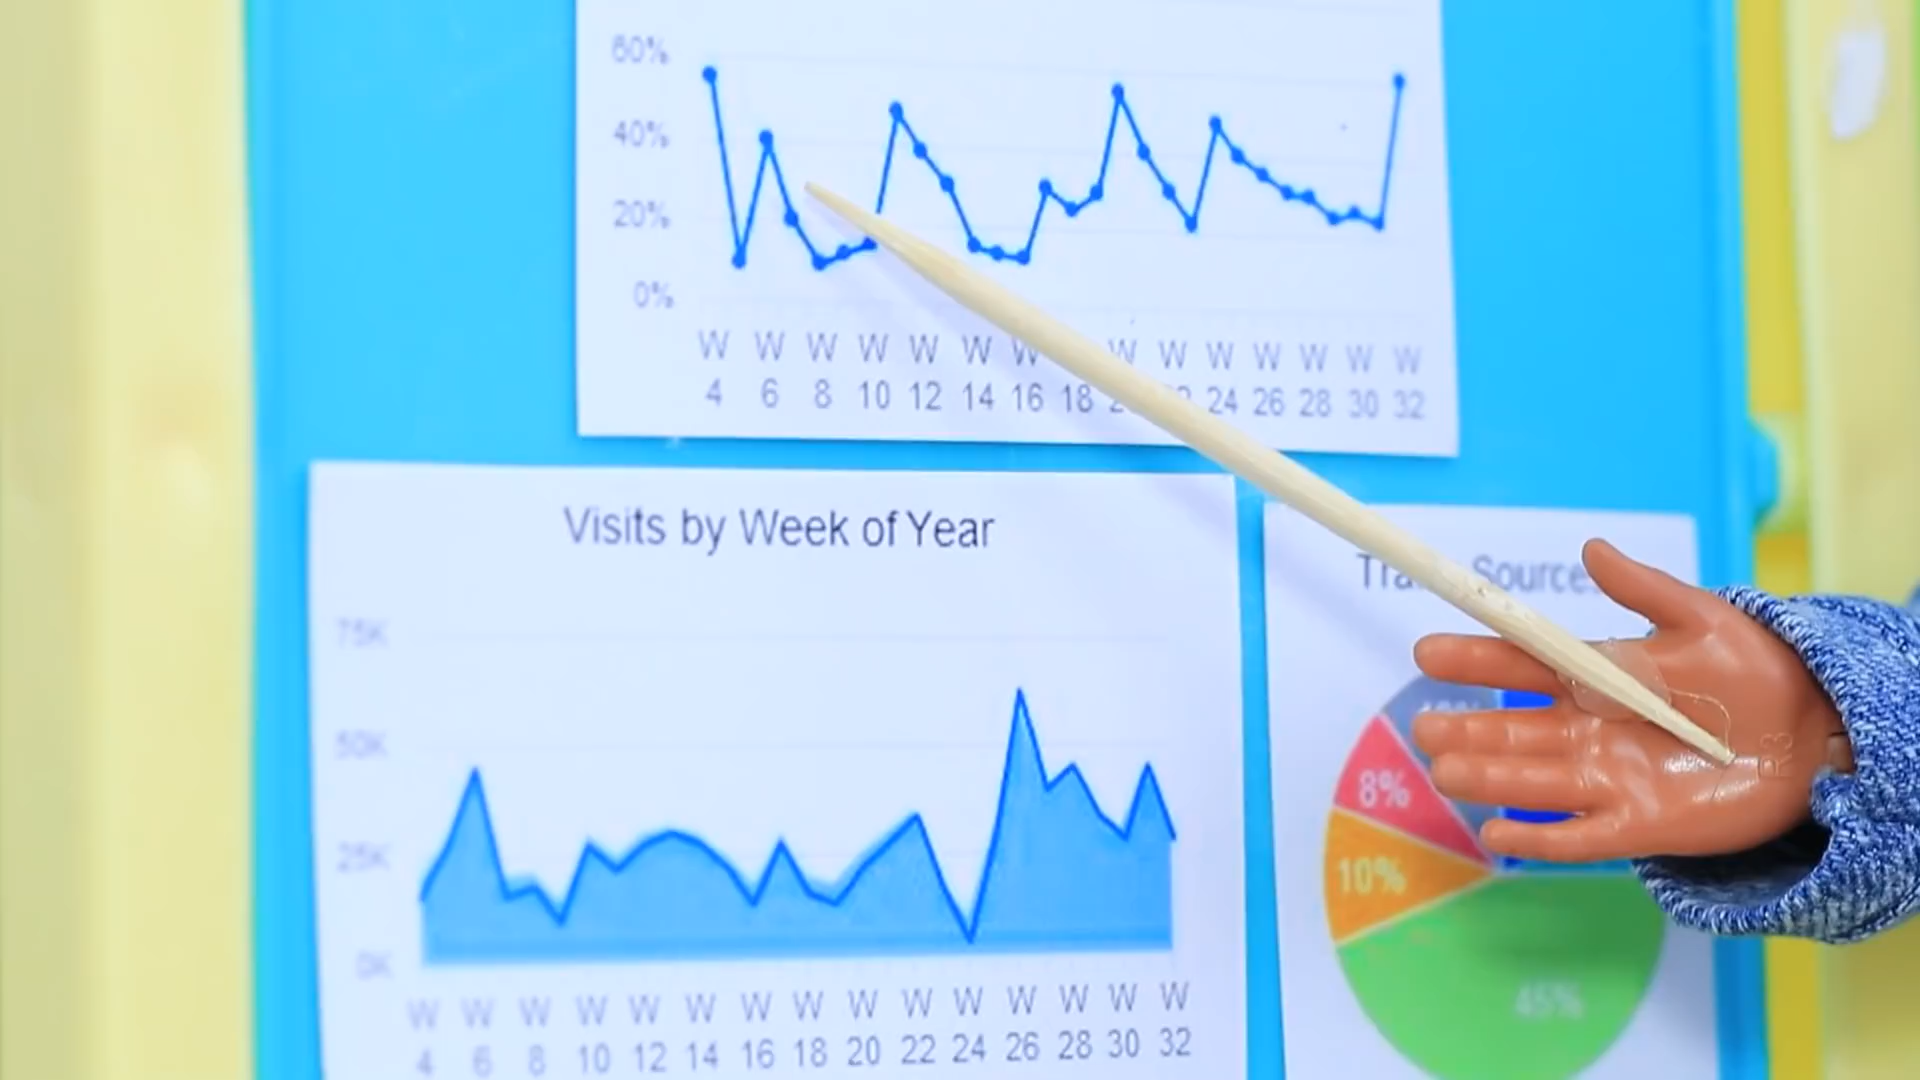 60%
40%
20%
0%
W W W W W W W W W W W W W W
4 6 8 10 12 14 16 18 24 26 28 30 32
Visits by Week of Year
75K
50K
25K
0K
W W W W W W W W W W W W W W W
4 6 8 10 12 14 16 18 20 22 24 26 28 30 32
8%
10%
45%
R3